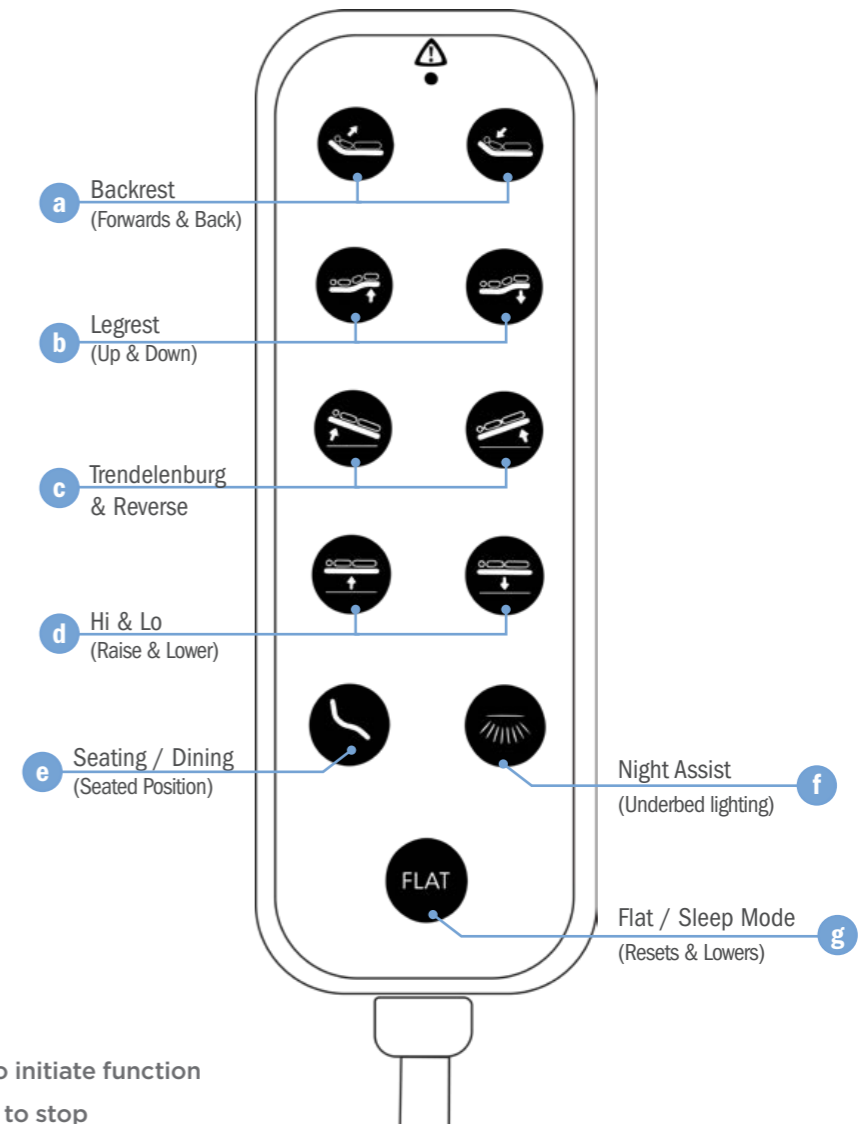 a
Backrest
(Forwards & Back)
b
Legrest
(Up & Down)
c
Trendelenburg
& Reverse
d
Hi & Lo
(Raise & Lower)
e
Seating / Dining
(Seated Position)
Night Assist
(Underbed lighting)
f
FLAT
Flat / Sleep Mode
(Resets & Lowers)
g
initiate function
to stop